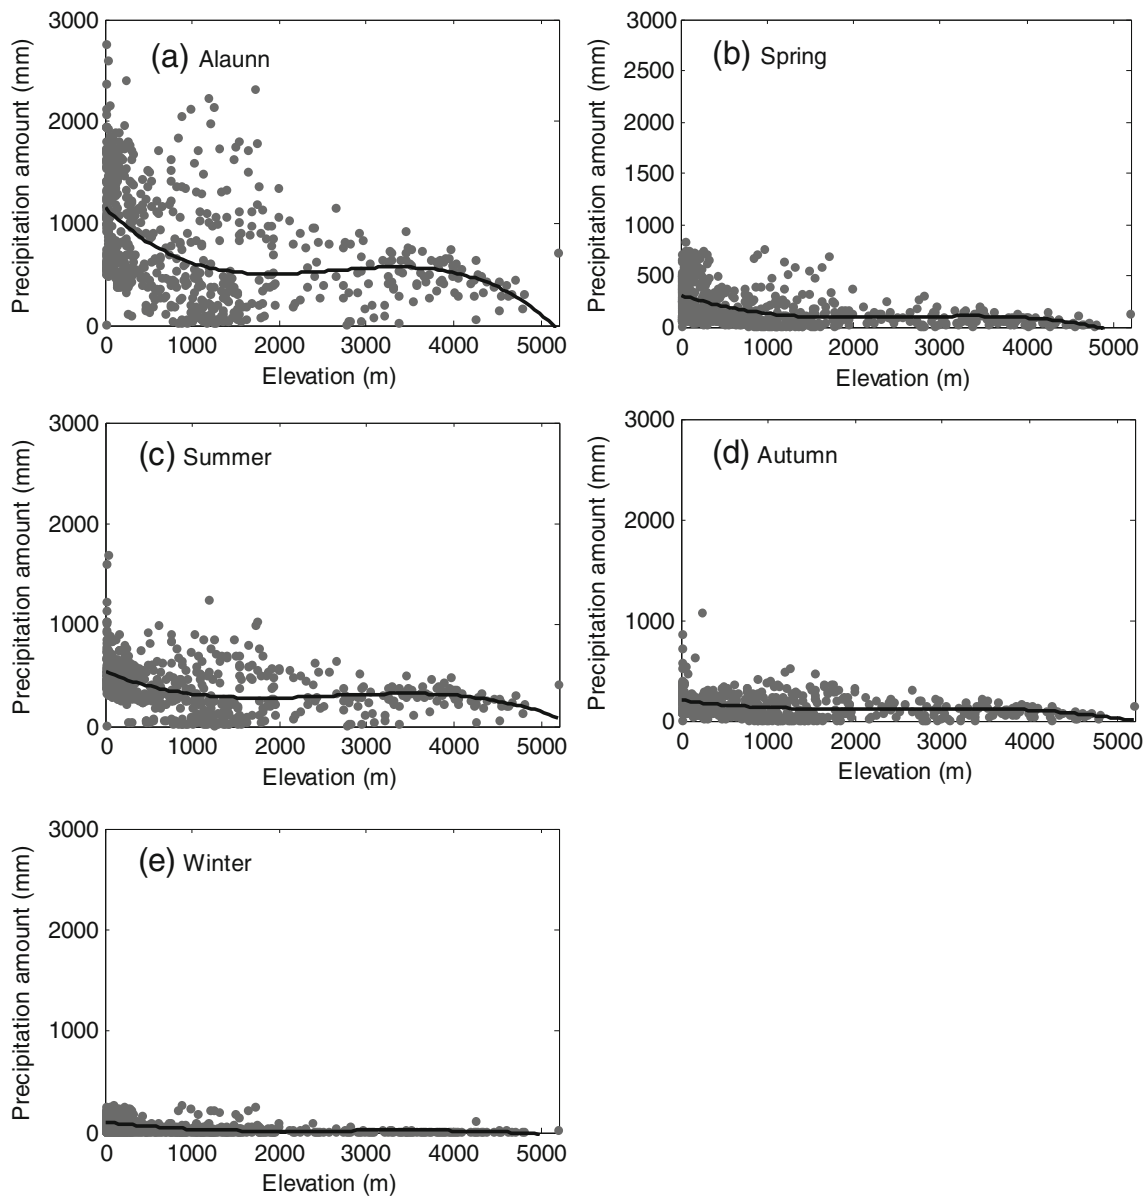 (a) Alaunn
Precipitation amount (mm)
3000
2000
1000
0
0 1000 2000 3000 4000 5000
Elevation (m)
(b) Spring
Precipitation amount (mm)
3000
2500
2000
1500
1000
500
0
0 1000 2000 3000 4000 5000
Elevation (m)
(c) Summer
Precipitation amount (mm)
3000
2000
1000
0
0 1000 2000 3000 4000 5000
Elevation (m)
(d) Autumn
Precipitation amount (mm)
3000
2000
1000
0
0 1000 2000 3000 4000 5000
Elevation (m)
(e) Winter
Precipitation amount (mm)
3000
2000
1000
0
0 1000 2000 3000 4000 5000
Elevation (m)